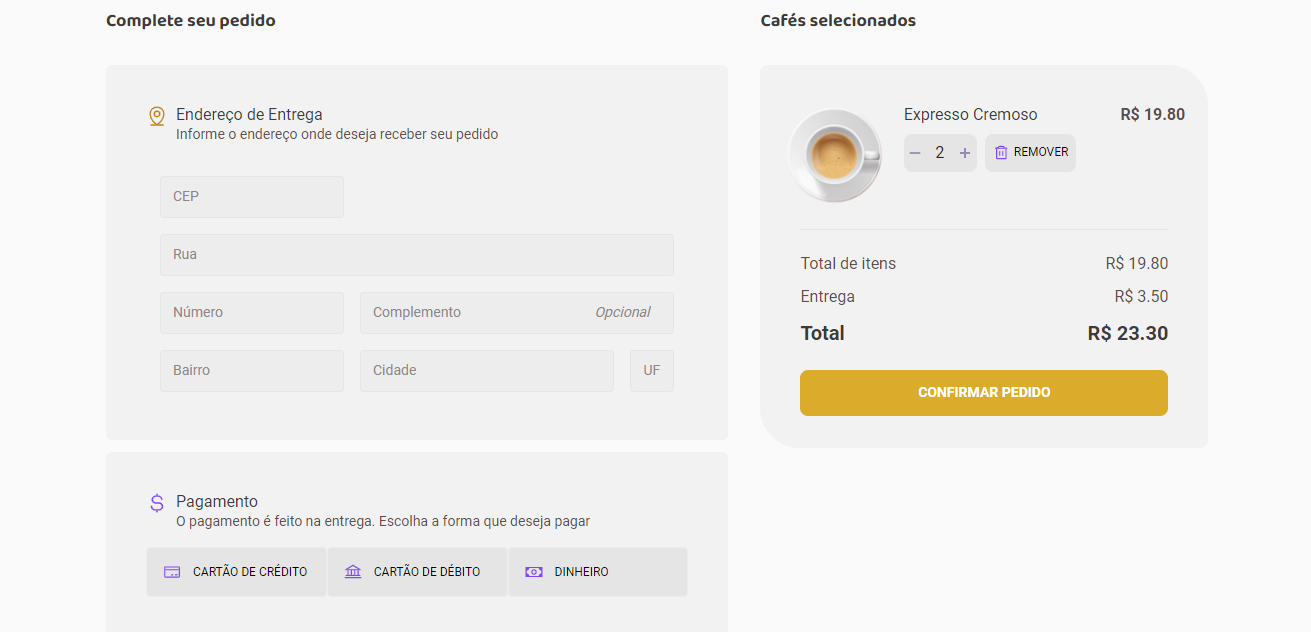 Complete seu pedido
Endereço de Entrega
Informe o endereço onde deseja receber seu pedido
CEP
Rua
Número
Complemento Opcional
Bairro Cidade UF
Pagamento
O pagamento é feito na entrega. Escolha a forma que deseja pagar
CARTÃO DE CRÉDITO CARTÃO DE DÉBITO DINHEIRO
Cafés selecionados
Expresso Cremoso R$ 19.80
2 REMOVER
Total de itens R$ 19.80
Entrega R$ 3.50
Total R$ 23.30
CONFIRMAR PEDIDO